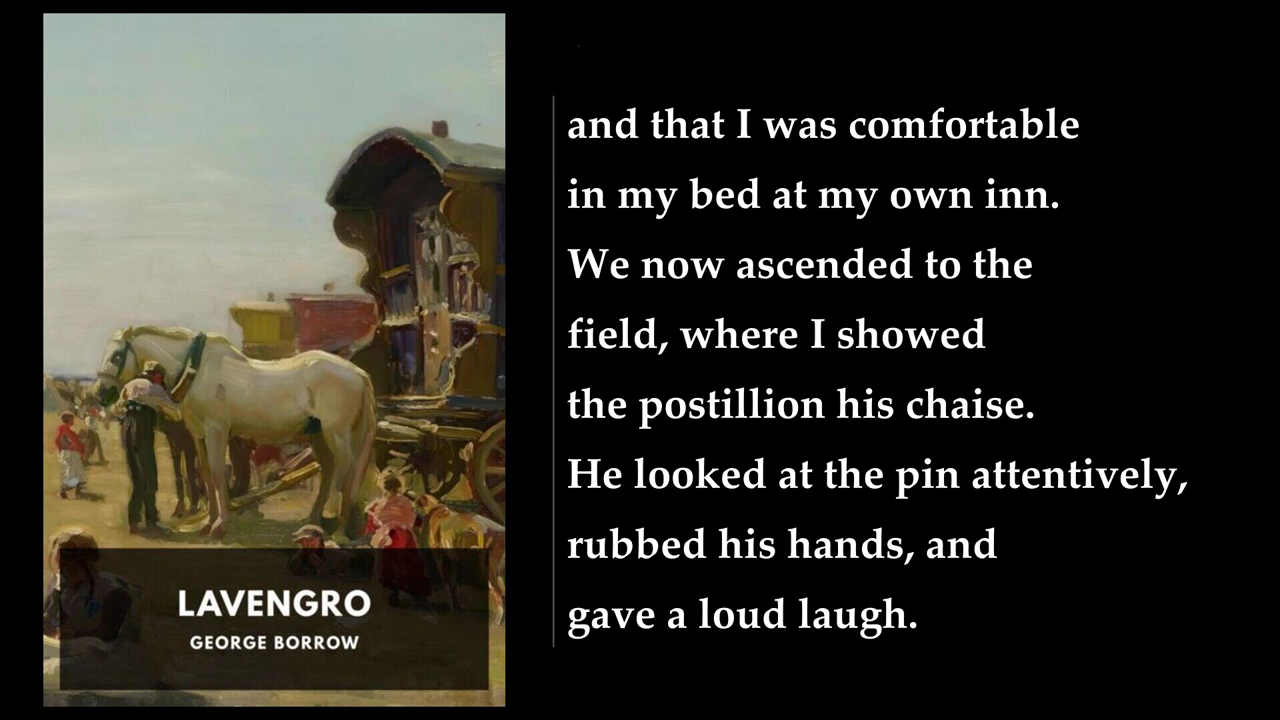 LAVENGRO
GEORGE BORROW
and that I was comfortable
in my bed at my own inn.
We now ascended to the
field, where I showed
the postillion his chaise.
He looked at the pin attentively,
rubbed his hands, and
gave a loud laugh.